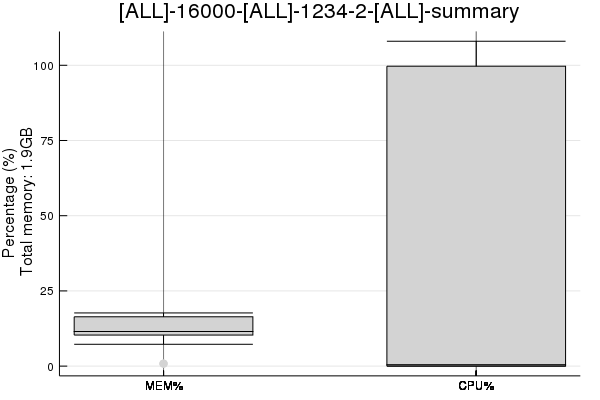 [ALL]-16000-[ALL]-1234-2-[ALL]-summary
Percentage (%)
Total memory: 1.9GB
100
75
50
25
0
MEM%
CPU%